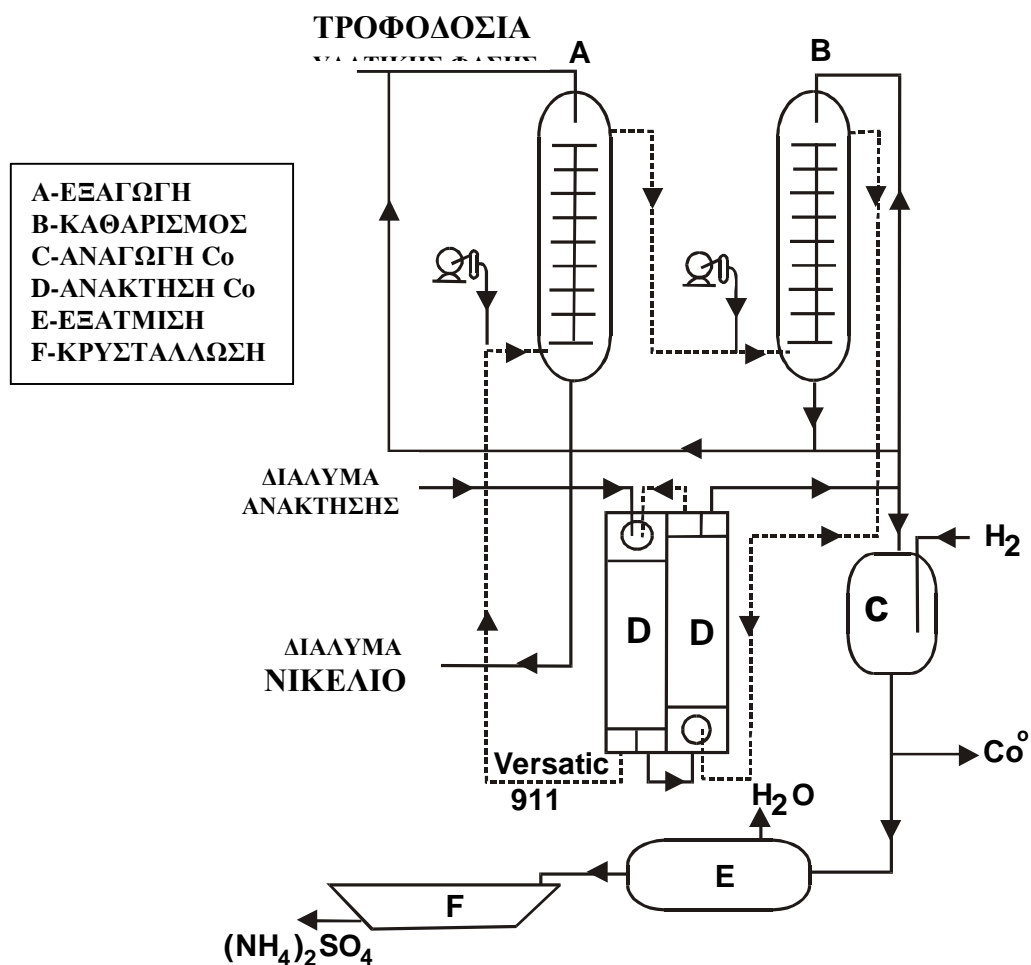 ΤΡΟΦΟΔΟΣΙΑ
A
B
Α-ΕΞΑΓΩΓΗ
Β-ΚΑΘΑΡΙΣΜΟΣ
C-ΑΝΑΓΩΓΗ Co
D-ΑΝΑΚΤΗΣΗ Co
Ε-ΕΞΑΤΜΙΣΗ
F-ΚΡΥΣΤΑΛΛΩΣΗ
ΔΙΑΛΥΜΑ
ΑΝΑΚΤΗΣΗΣ
H2
C
D D
ΔΙΑΛΥΜΑ
ΝΙΚΕΛΙΟ
Versatic
911
Co°
H2O
E
F
(NH4)2SO4